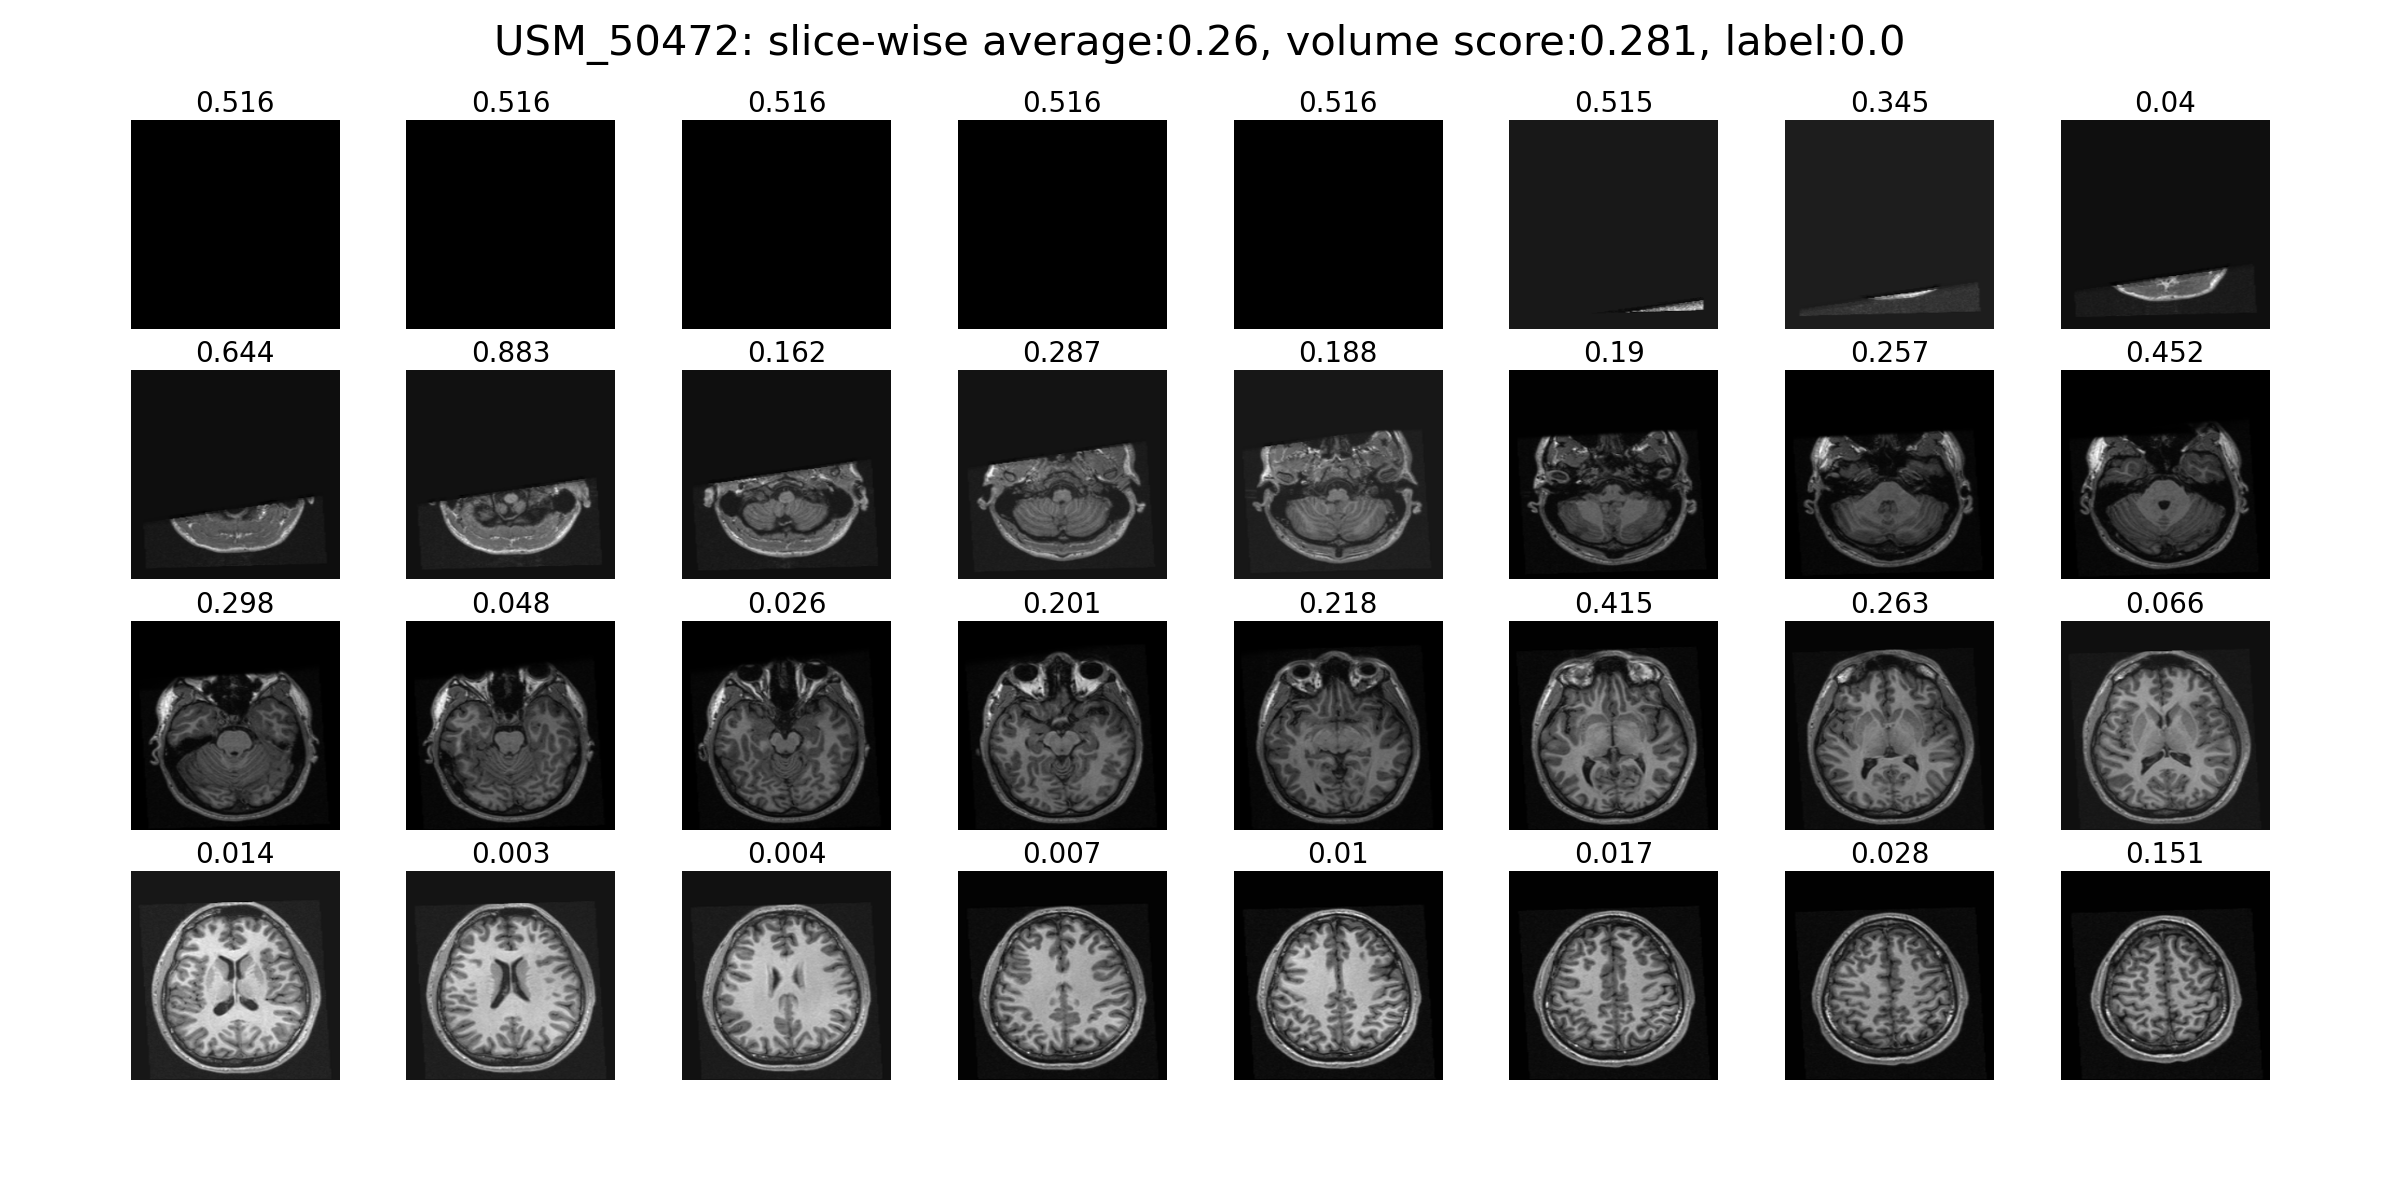 USM_50472: slice-wise average:0.26, volume score:0.281, label:0.0
0.516 0.516 0.516 0.516 0.516 0.515 0.345 0.04
0.644 0.883 0.162 0.287 0.188 0.19 0.257 0.452
0.298 0.048 0.026 0.201 0.218 0.415 0.263 0.066
0.014 0.003 0.004 0.007 0.01 0.017 0.028 0.151